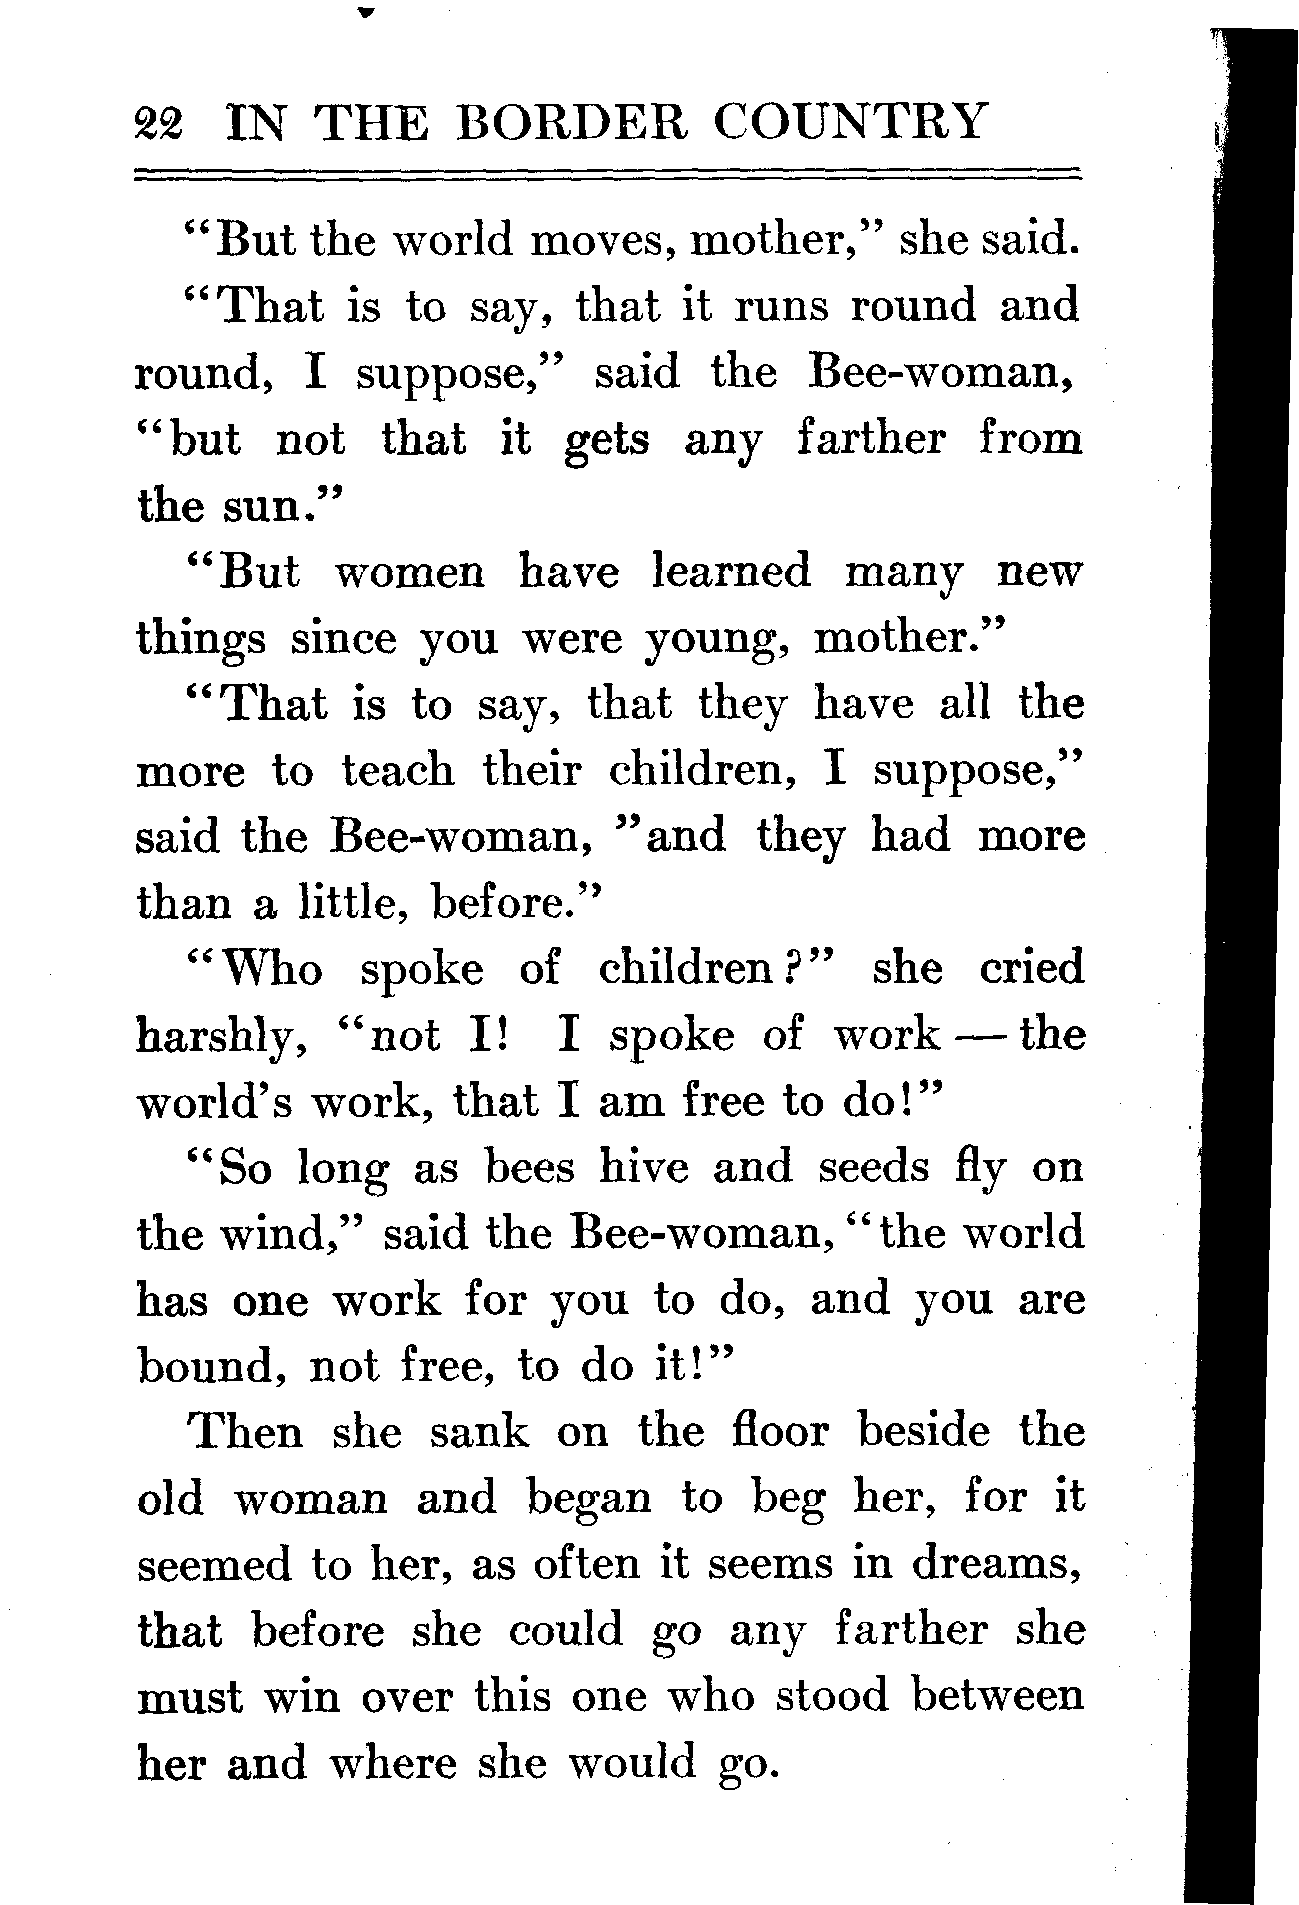 22 IN THE BORDER COUNTRY
“But the world moves, mother,” she said.
“That is to say, that it runs round and
round, I suppose,” said the Bee-woman,
“but not that it gets any farther from
the sun.”
“But women have learned many new
things since you were young, mother.”
“That is to say, that they have all the
more to teach their children, I suppose,”
said the Bee-woman, ”and they had more
than a little, before.”
“Who spoke of children?” she cried
harshly, “not I! I spoke of work — the
world’s work, that I am free to do!”
“So long as bees hive and seeds fly on
the wind,” said the Bee-woman, “the world
has one work for you to do, and you are
bound, not free, to do it!”
Then she sank on the floor beside the
old woman and began to beg her, for it
seemed to her, as often it seems in dreams,
that before she could go any farther she
must win over this one who stood between
her and where she would go.